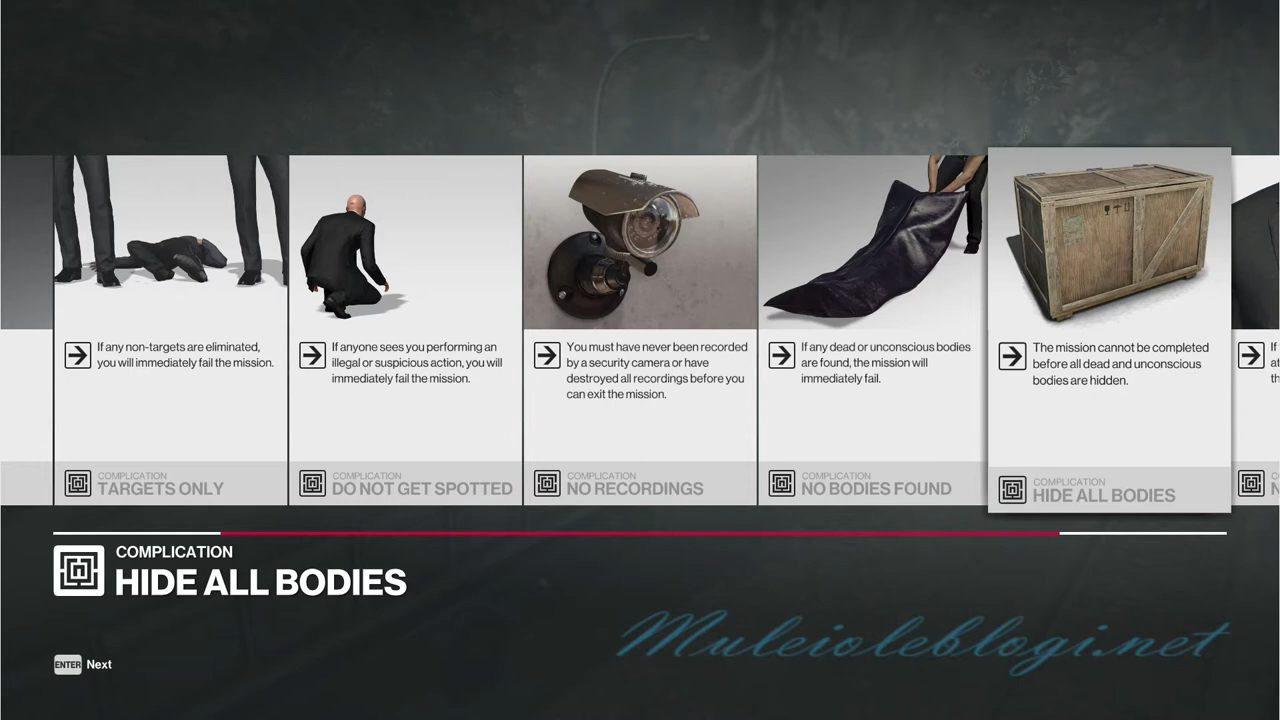 If any non-targets are eliminated,
you will immediately fail the mission.
COMPLICATION
TARGETS ONLY
If anyone sees you performing an
illegal or suspicious action, you will
immediately fail the mission.
COMPLICATION
DO NOT GET SPOTTED
You must have never been recorded
by a security camera or have
destroyed all recordings before you
can exit the mission.
COMPLICATION
NO RECORDINGS
If any dead or unconscious bodies
are found, the mission will
immediately fail.
COMPLICATION
NO BODIES FOUND
The mission cannot be completed
before all dead and unconscious
bodies are hidden.
COMPLICATION
HIDE ALL BODIES
If
COMPLICATION
HIDE ALL BODIES
Muleioleblogi.net
ENTER Next